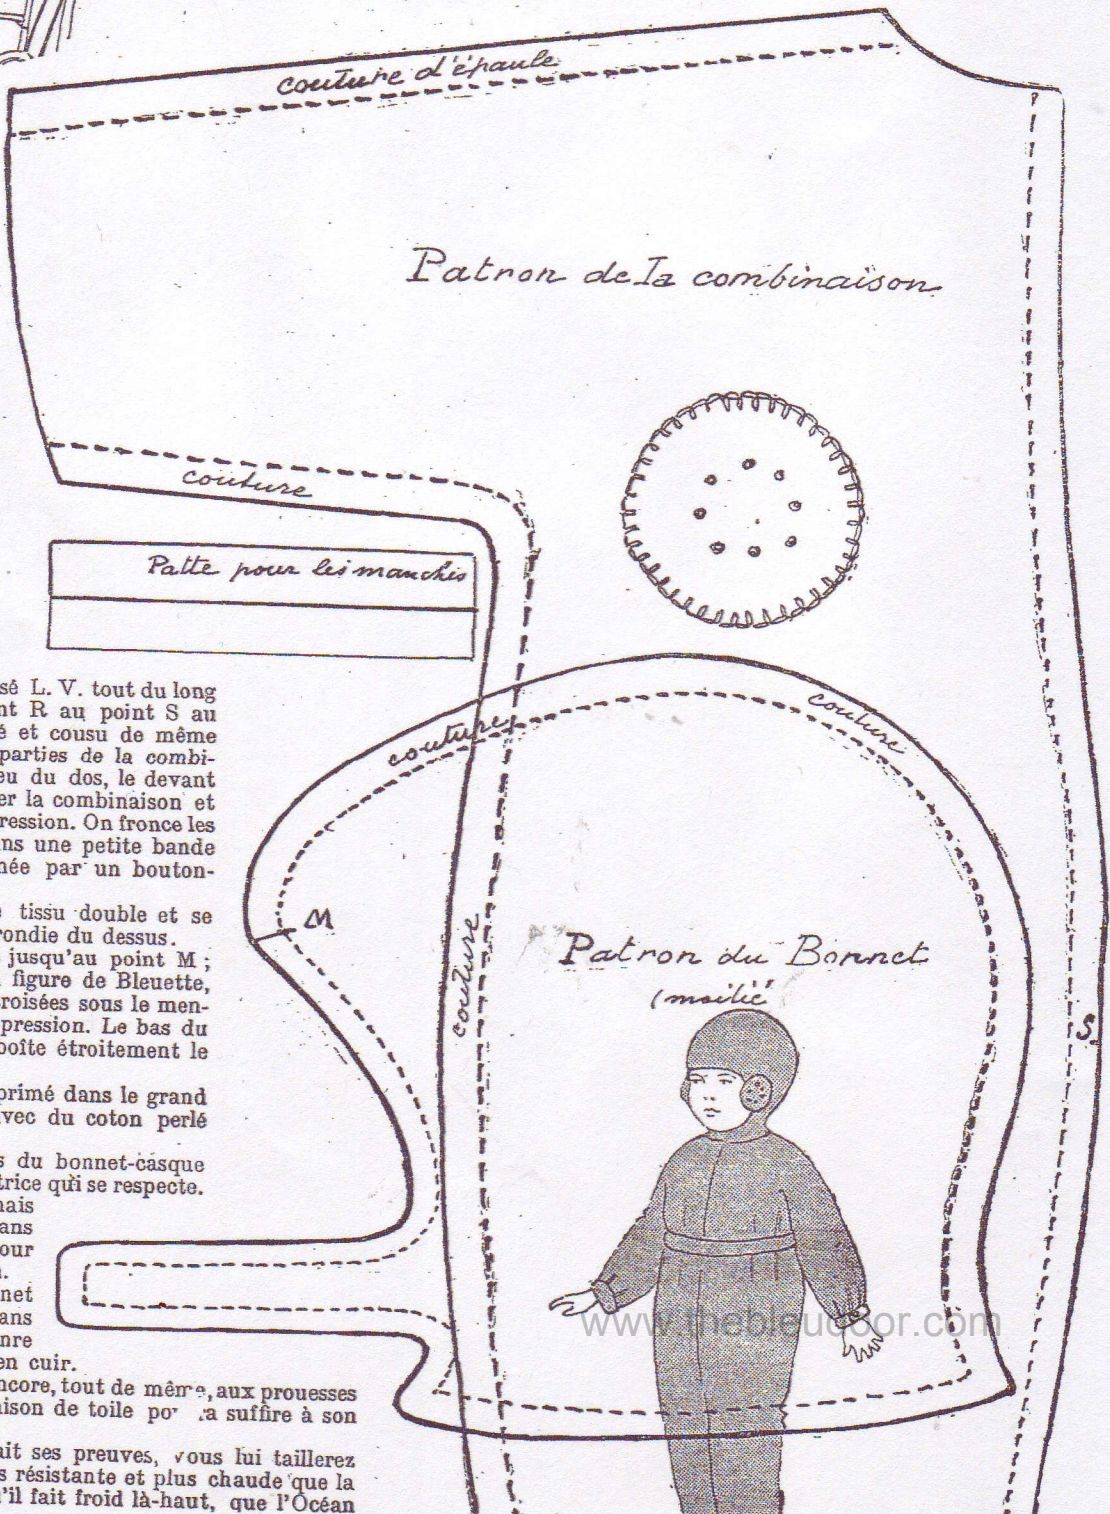 couture d'épaule
Patron de la combinaison
couture
Patte pour les manches
sé L. V. tout du long
nt R au point S au
é et cousu de même
parties de la combi-
eu du dos, le devant
er la combinaison et
ression. On fronce les
ns une petite bande
née par un bouton-
tissu double et se
rondie du dessus.
jusqu'au point M ;
figure de Bleuette,
roisées sous le men-
pression. Le bas du
boîte étroitement le
primé dans le grand
avec du coton perlé
s du bonnet-casque
trice qui se respecte.
nais
ans
our
net
ans
nre
en cuir.
ncore, tout de même, aux prouesses
ison de toile suffire à son
ait ses preuves, vous lui taillerez
s résistante et plus chaude que la
u'il fait froid là-haut, que l'Océan
couture
couture
M
couture
Patron du Bonnet
(moitié
S.
www.thebleudoor.com